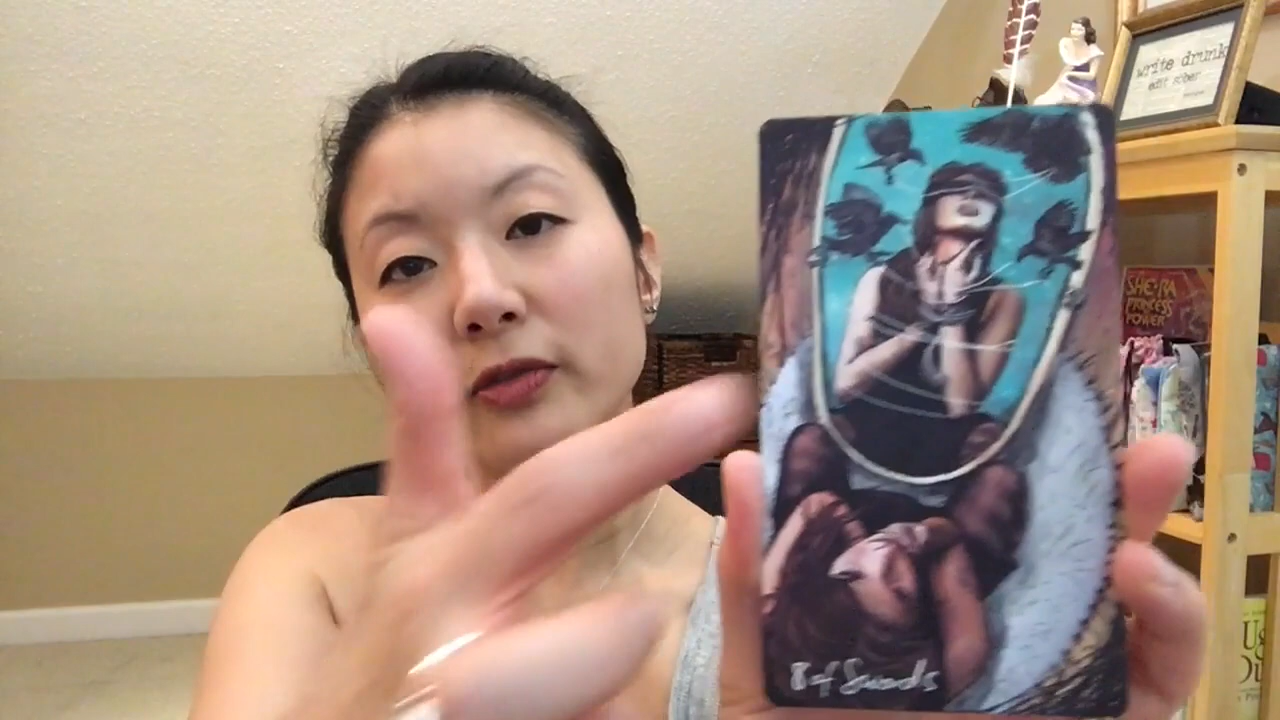 write drunk
edit sober
SHE-RA
PRINCESS
POWER
8 of Swords